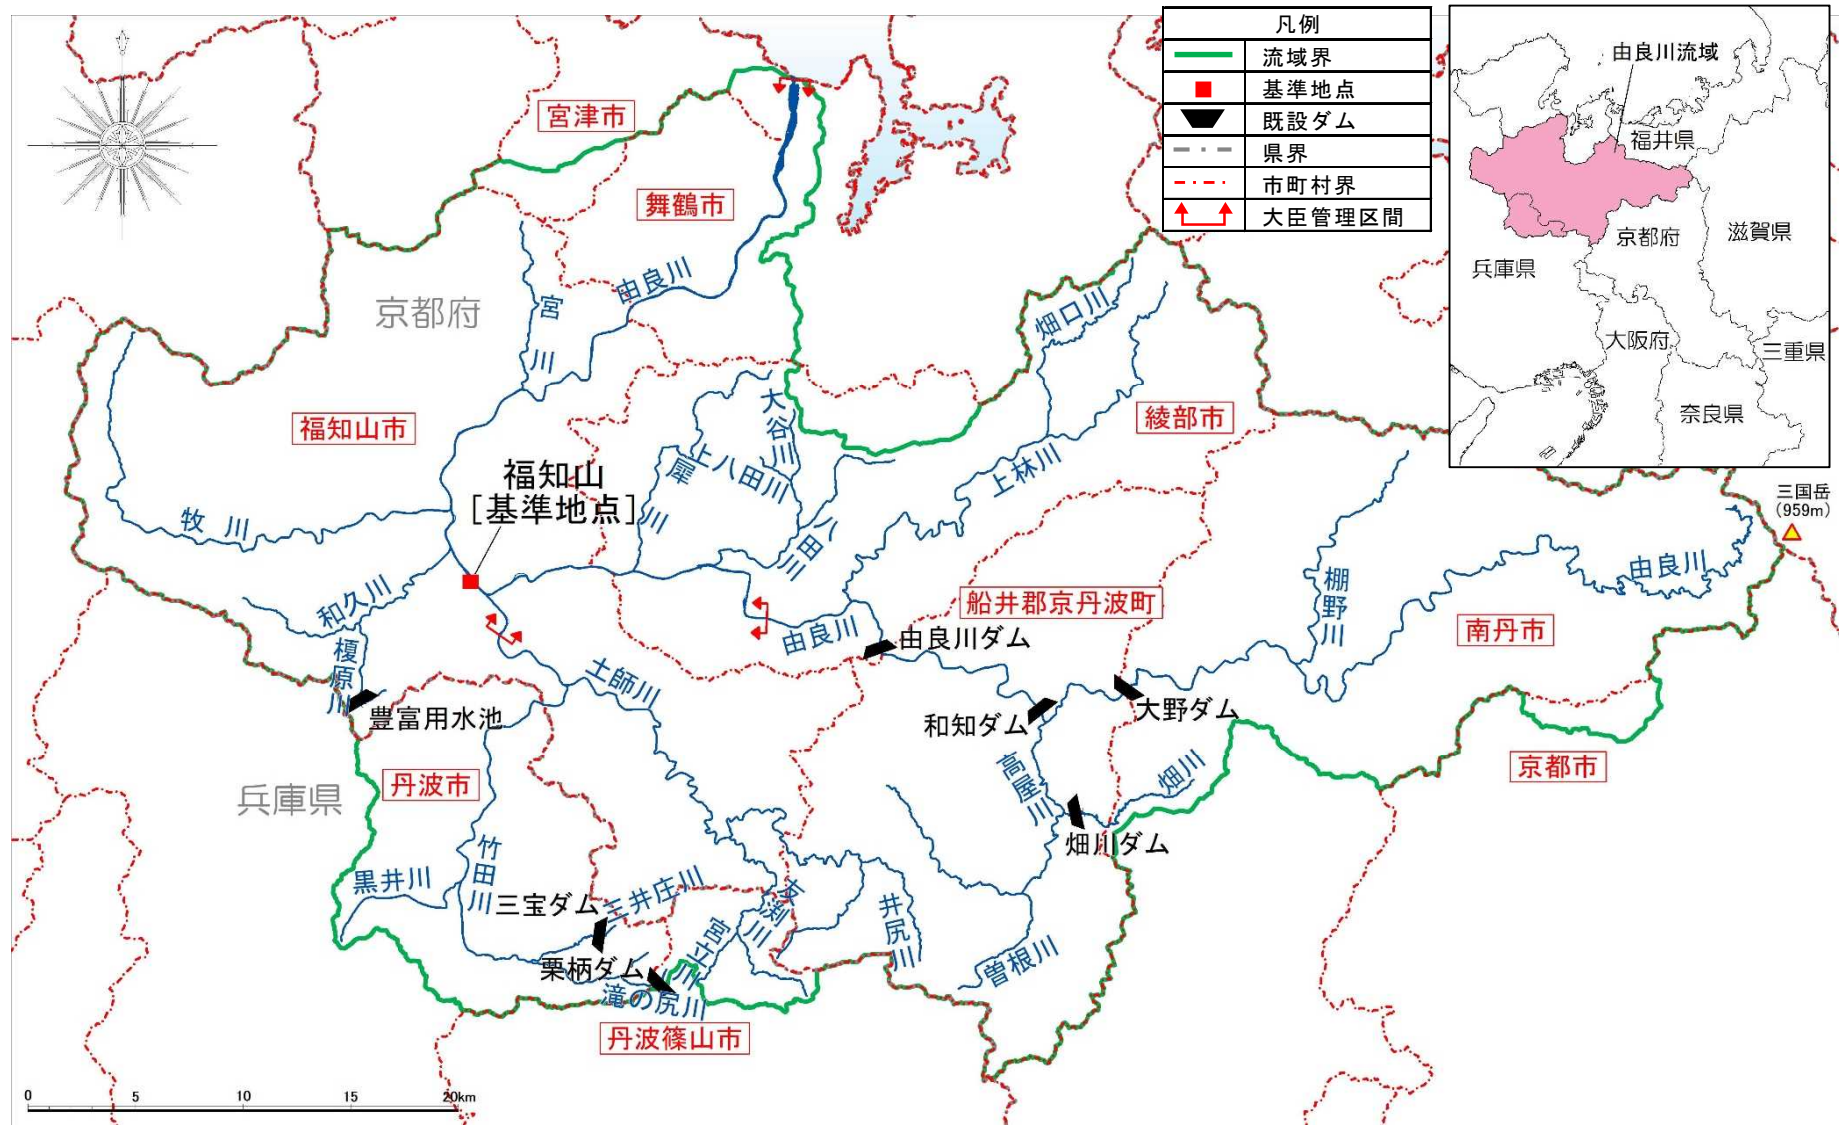 凡例
流域界
基準地点
既設ダム
県界
市町村界
大臣管理区間
由良川流域
福井県
京都府
滋賀県
兵庫県
大阪府
三重県
奈良県
宮津市
舞鶴市
京都府
宮川
由良川
畑口川
福知山市
大谷川
綾部市
犀川
上八田川
上林川
福知山
[基準地点]
牧川
八田川
三国岳
(959m)
由良川
和久川
棚野川
船井郡京丹波町
南丹市
榎原川
由良川
由良川ダム
土師川
豊富用水池
和知ダム
大野ダム
京都市
丹波市
兵庫県
高屋川
畑川
畑川ダム
竹田川
黒井川
三宝ダム
三井庄川
友渕川
井尻川
宮立川
栗柄ダム
滝の尻川
曽根川
丹波篠山市
0 5 10 15 20km